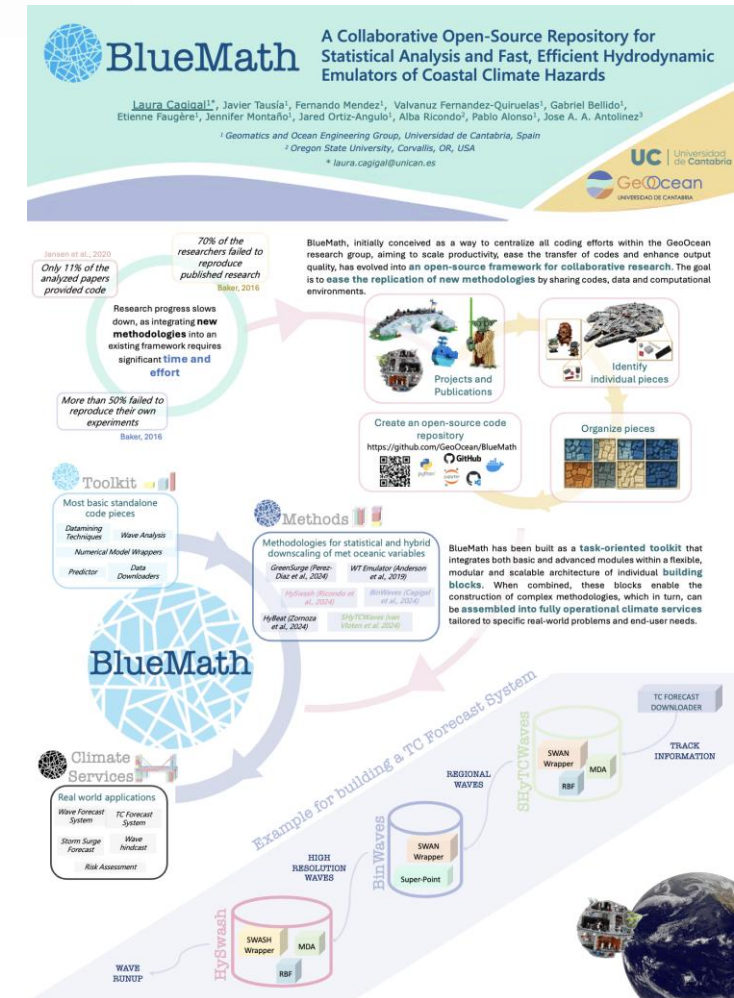 BlueMath
A Collaborative Open-Source Repository for
Statistical Analysis and Fast, Efficient Hydrodynamic
Emulators of Coastal Climate Hazards
Laura Cagigal¹*, Javier Tausía¹, Fernando Mendez¹, Valvanuz Fernandez-Quiruelas¹, Gabriel Bellido¹,
Etienne Faugère¹, Jennifer Montaño¹, Jared Ortiz-Angulo¹, Alba Ricondo², Pablo Alonso¹, Jose A. A. Antolinez³
¹ Geomatics and Ocean Engineering Group, Universidad de Cantabria, Spain
² Oregon State University, Corvallis, OR, USA
* laura.cagigal@unican.es
UC | Universidad
de Cantabria
GeoOcean
UNIVERSIDAD DE CANTABRIA
Jansen et al., 2020
Only 11% of the
analyzed papers
provided code
70% of the
researchers failed to
reproduce
published research
Baker, 2016
Research progress slows
down, as integrating new
methodologies into an
existing framework requires
significant time and
effort
More than 50% failed to
reproduce their own
experiments
Baker, 2016
BlueMath, initially conceived as a way to centralize all coding efforts within the GeoOcean
research group, aiming to scale productivity, ease the transfer of codes and enhance output
quality, has evolved into an open-source framework for collaborative research. The goal
is to ease the replication of new methodologies by sharing codes, data and computational
environments.
Projects and
Publications
Identify
individual pieces
Create an open-source code
repository
https://github.com/GeoOcean/BlueMath
GitHub
python
jupyter
Organize pieces
Toolkit
Most basic standalone
code pieces
Datamining
Techniques
Wave Analysis
Numerical Model Wrappers
Predictor
Data
Downloaders
Methods
Methodologies for statistical and hybrid
downscaling of met oceanic variables
GreenSurge (Perez-
Diaz et al., 2024)
WT Emulator (Anderson
et al., 2019)
HySwash (Ricondo et
al., 2024)
BinWaves (Cagigal
et al., 2024)
HyBeat (Zornoza
et al., 2024)
SHyTCWaves (van
Vloten et al. 2024)
BlueMath has been built as a task-oriented toolkit that
integrates both basic and advanced modules within a flexible,
modular and scalable architecture of individual building
blocks. When combined, these blocks enable the
construction of complex methodologies, which in turn, can
be assembled into fully operational climate services
tailored to specific real-world problems and end-user needs.
BlueMath
Climate
Services
Real world applications
Wave Forecast
System
TC Forecast
System
Storm Surge
Forecast
Wave
hindcast
Risk Assessment
Example for building a TC Forecast System
TC FORECAST
DOWNLOADER
TRACK
INFORMATION
SHyTCWaves
SWAN
Wrapper
MDA
RBF
REGIONAL
WAVES
BinWaves
SWAN
Wrapper
Super-Point
HIGH
RESOLUTION
WAVES
HySwash
SWASH
Wrapper
MDA
RBF
WAVE
RUNUP